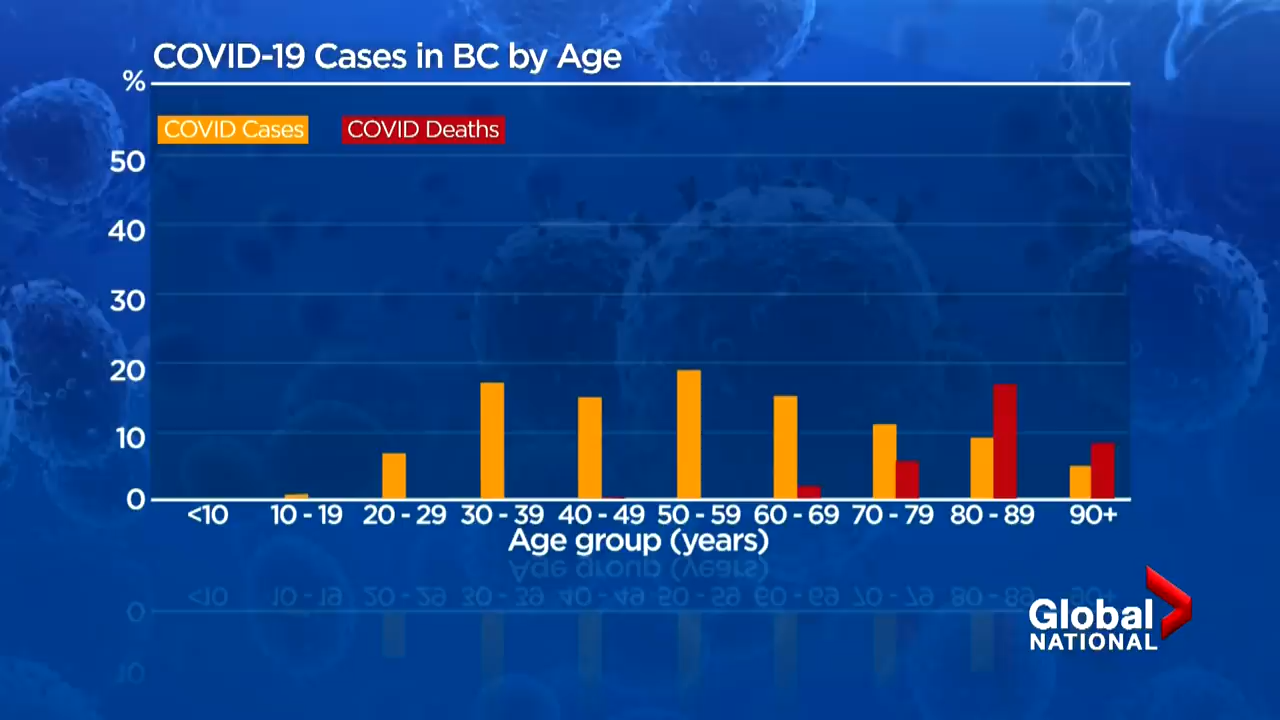 COVID-19 Cases in BC by Age
%
COVID Cases COVID Deaths
50
40
30
20
10
0
<10 10 - 19 20 - 29 30 - 39 40 - 49 50 - 59 60 - 69 70 - 79 80 - 89 90+
Age group (years)
Global
NATIONAL